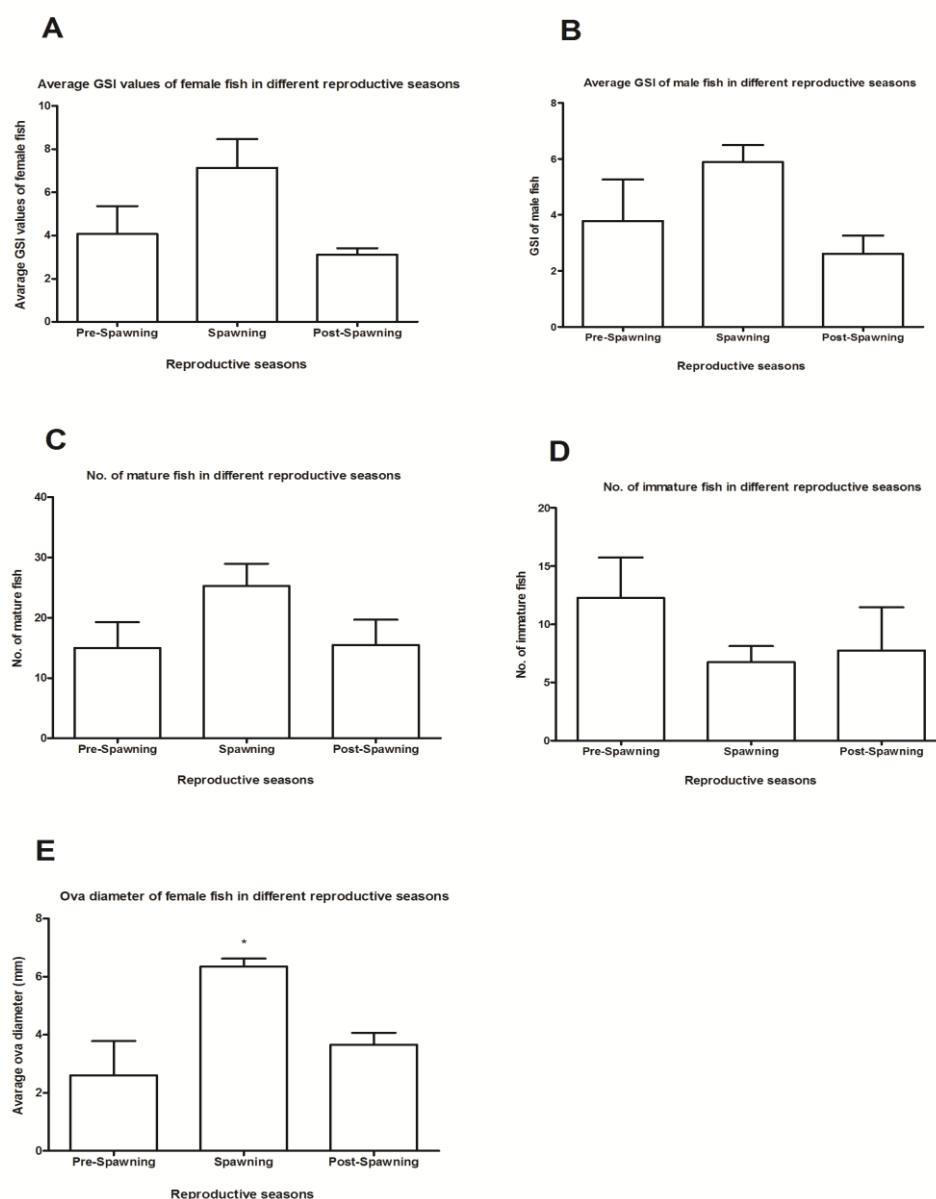 A
Average GSI values of female fish in different reproductive seasons
Avarage GSI values of female fish
10
8
6
4
2
0
Pre-Spawning Spawning Post-Spawning
Reproductive seasons
B
Average GSI of male fish in different reproductive seasons
GSI of male fish
8
6
4
2
0
Pre-Spawning Spawning Post-Spawning
Reproductive seasons
C
No. of mature fish in different reproductive seasons
No. of mature fish
40
30
20
10
0
Pre-Spawning Spawning Post-Spawning
Reproductive seasons
D
No. of immature fish in different reproductive seasons
No. of immature fish
20
15
10
5
0
Pre-Spawning Spawning Post-Spawning
Reproductive seasons
E
Ova diameter of female fish in different reproductive seasons
Avarage ova diameter (mm)
8
6
4
2
0
*
Pre-Spawning Spawning Post-Spawning
Reproductive seasons